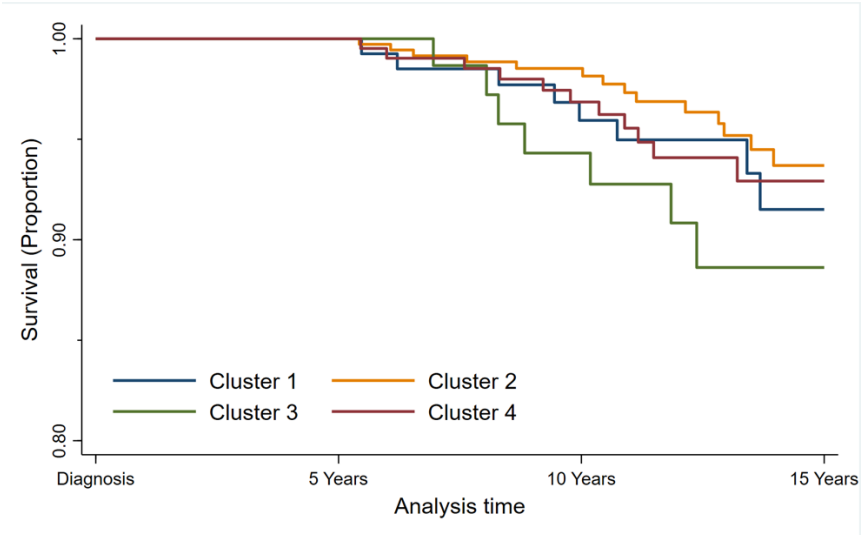 Survival (Proportion)
1.00
0.90
0.80
Cluster 1
Cluster 2
Cluster 3
Cluster 4
Diagnosis
5 Years
10 Years
15 Years
Analysis time